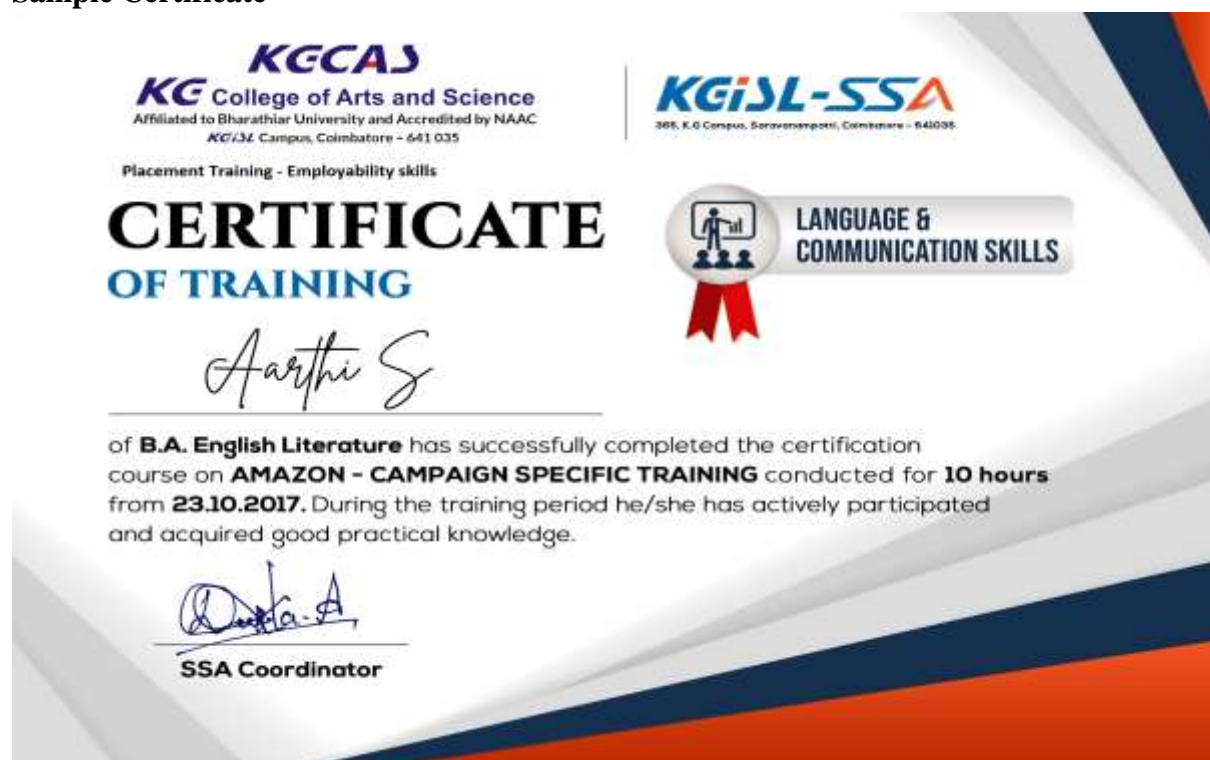 Sample Certificate
KGCAS
KG College of Arts and Science
Affiliated to Bharathiar University and Accredited by NAAC
KGiSL Campus, Coimbatore – 641 035
KGiSL-SSA
365, K.G Campus, Saravanampatti, Coimbatore – 641035
Placement Training - Employability skills
CERTIFICATE
OF TRAINING
LANGUAGE &
COMMUNICATION SKILLS
Aarthi S
of B.A. English Literature has successfully completed the certification
course on AMAZON – CAMPAIGN SPECIFIC TRAINING conducted for 10 hours
from 23.10.2017. During the training period he/she has actively participated
and acquired good practical knowledge.
SSA Coordinator